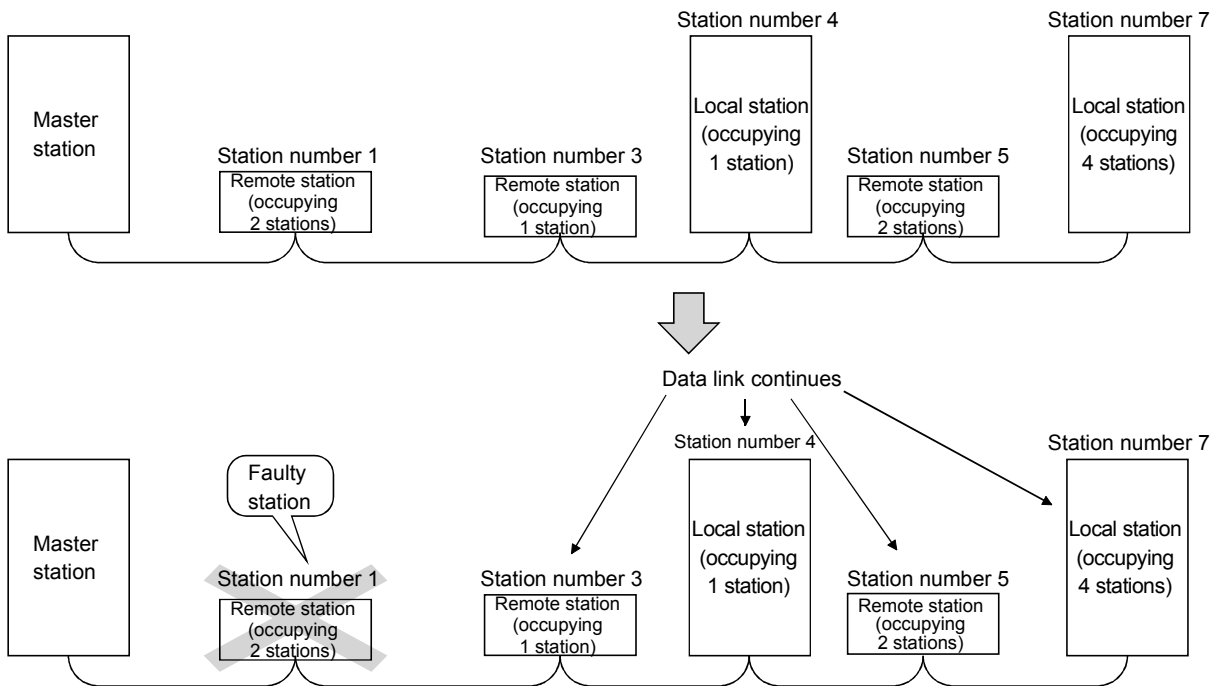 Station number 4
Station number 7
Master
station
Station number 1
Remote station
(occupying
2 stations)
Station number 3
Remote station
(occupying
1 station)
Local station
(occupying
1 station)
Station number 5
Remote station
(occupying
2 stations)
Local station
(occupying
4 stations)
Data link continues
Station number 4
Station number 7
Master
station
Faulty
station
Station number 1
Remote station
(occupying
2 stations)
Station number 3
Remote station
(occupying
1 station)
Local station
(occupying
1 station)
Station number 5
Remote station
(occupying
2 stations)
Local station
(occupying
4 stations)